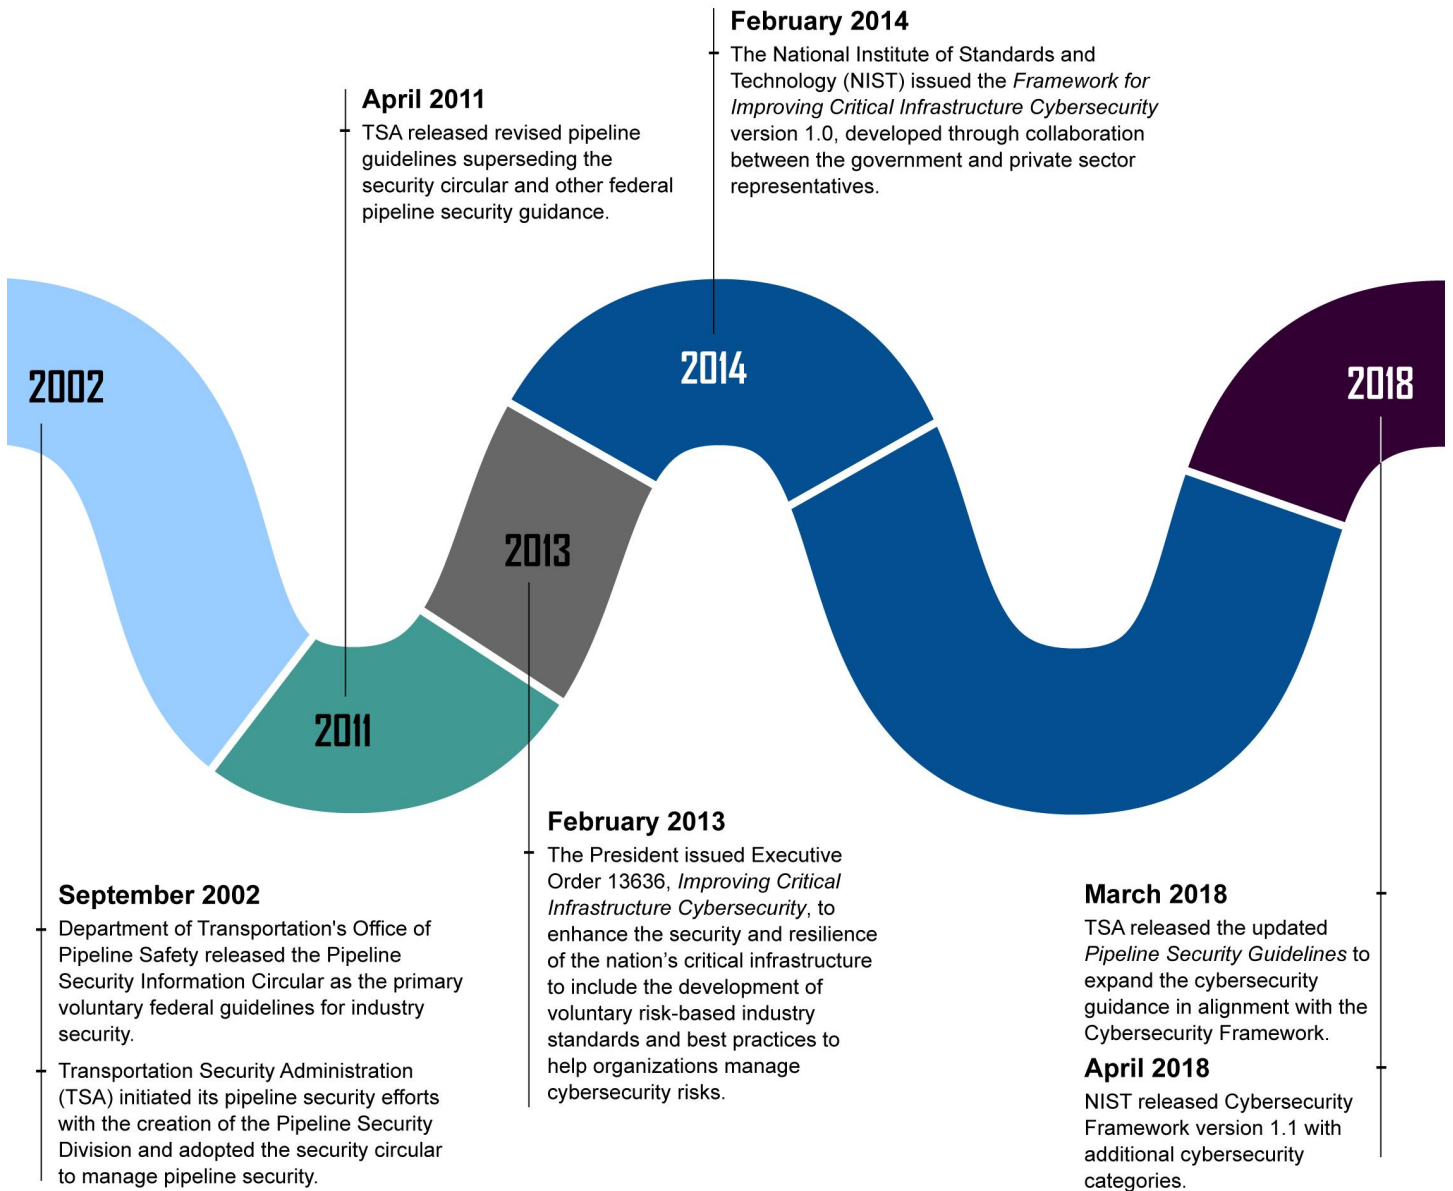 February 2014
The National Institute of Standards and
Technology (NIST) issued the Framework for
Improving Critical Infrastructure Cybersecurity
version 1.0, developed through collaboration
between the government and private sector
representatives.
April 2011
TSA released revised pipeline
guidelines superseding the
security circular and other federal
pipeline security guidance.
2002
2011
2013
2014
2018
September 2002
Department of Transportation's Office of
Pipeline Safety released the Pipeline
Security Information Circular as the primary
voluntary federal guidelines for industry
security.
Transportation Security Administration
(TSA) initiated its pipeline security efforts
with the creation of the Pipeline Security
Division and adopted the security circular
to manage pipeline security.
February 2013
The President issued Executive
Order 13636, Improving Critical
Infrastructure Cybersecurity, to
enhance the security and resilience
of the nation’s critical infrastructure
to include the development of
voluntary risk-based industry
standards and best practices to
help organizations manage
cybersecurity risks.
March 2018
TSA released the updated
Pipeline Security Guidelines to
expand the cybersecurity
guidance in alignment with the
Cybersecurity Framework.
April 2018
NIST released Cybersecurity
Framework version 1.1 with
additional cybersecurity
categories.